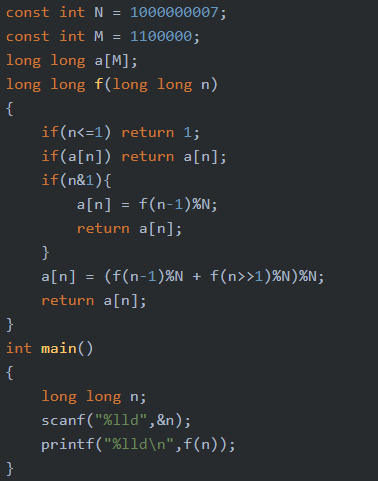 const int N = 1000000007;
const int M = 1100000;
long long a[M];
long long f(long long n)
{
    if(n<=1) return 1;
    if(a[n]) return a[n];
    if(n&1){
        a[n] = f(n-1)%N;
        return a[n];
    }
    a[n] = (f(n-1)%N + f(n>>1)%N)%N;
    return a[n];
}
int main()
{
    long long n;
    scanf("%lld",&n);
    printf("%lld\n",f(n));
}